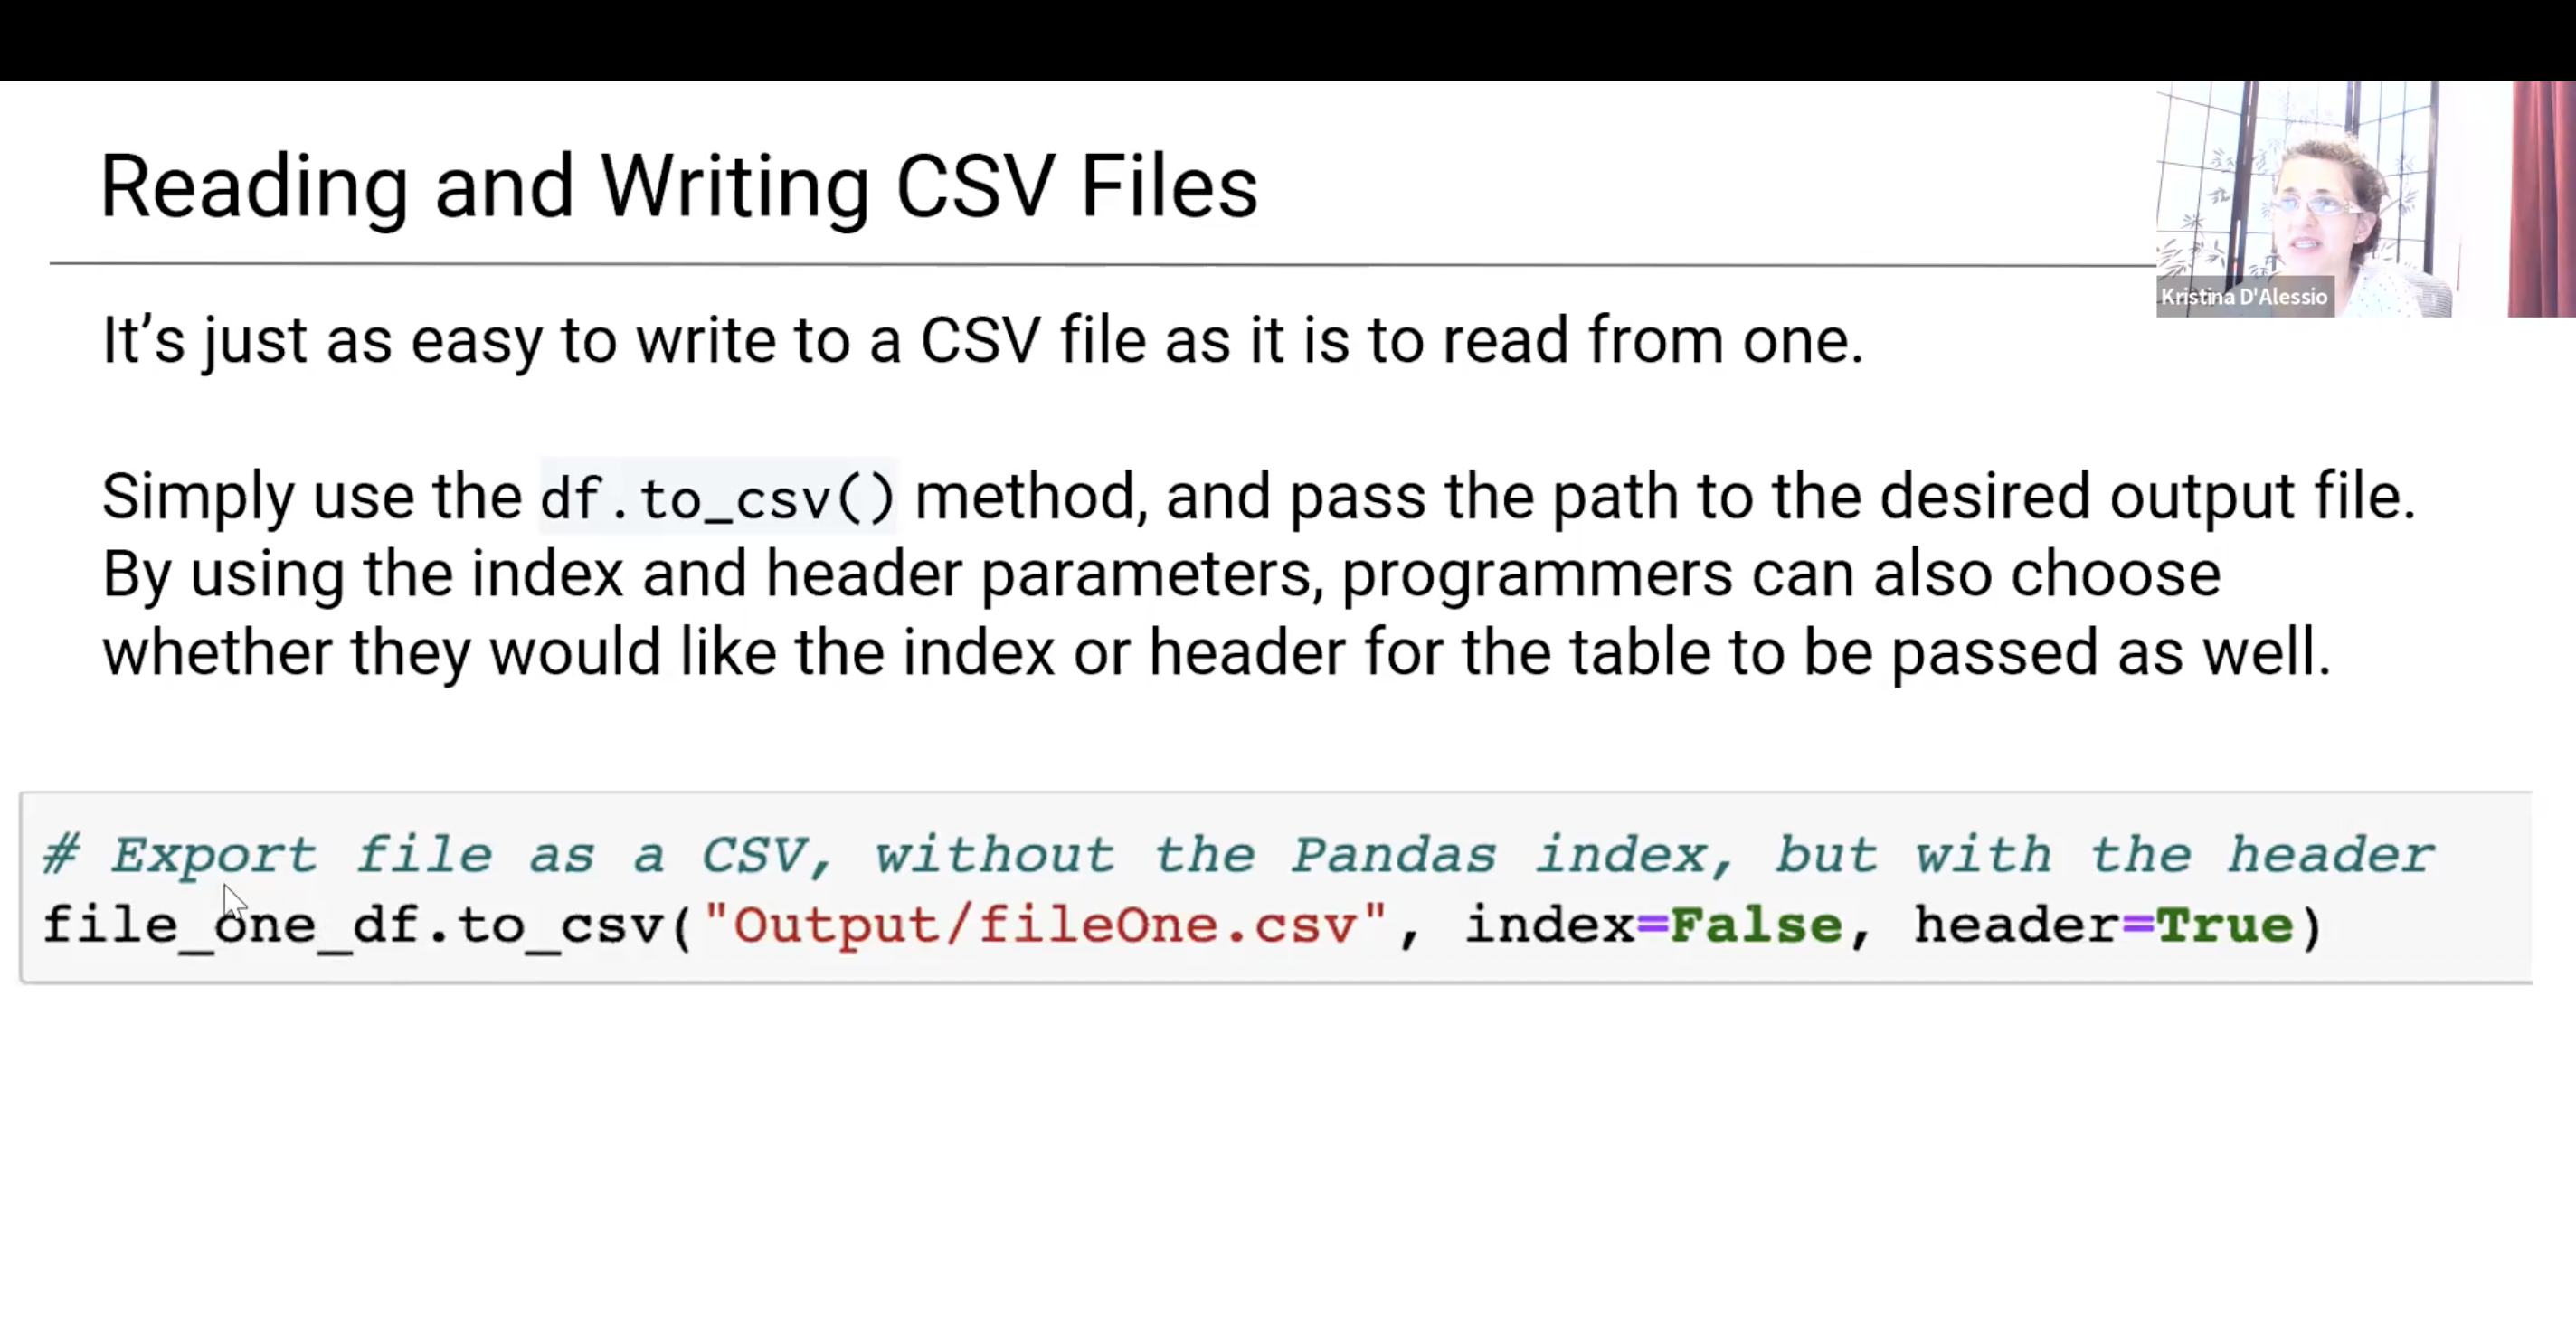 Reading and Writing CSV Files
Kristina D'Alessio
It’s just as easy to write to a CSV file as it is to read from one.
Simply use the df.to_csv() method, and pass the path to the desired output file.
By using the index and header parameters, programmers can also choose
whether they would like the index or header for the table to be passed as well.
# Export file as a CSV, without the Pandas index, but with the header
file_one_df.to_csv("Output/fileOne.csv", index=False, header=True)